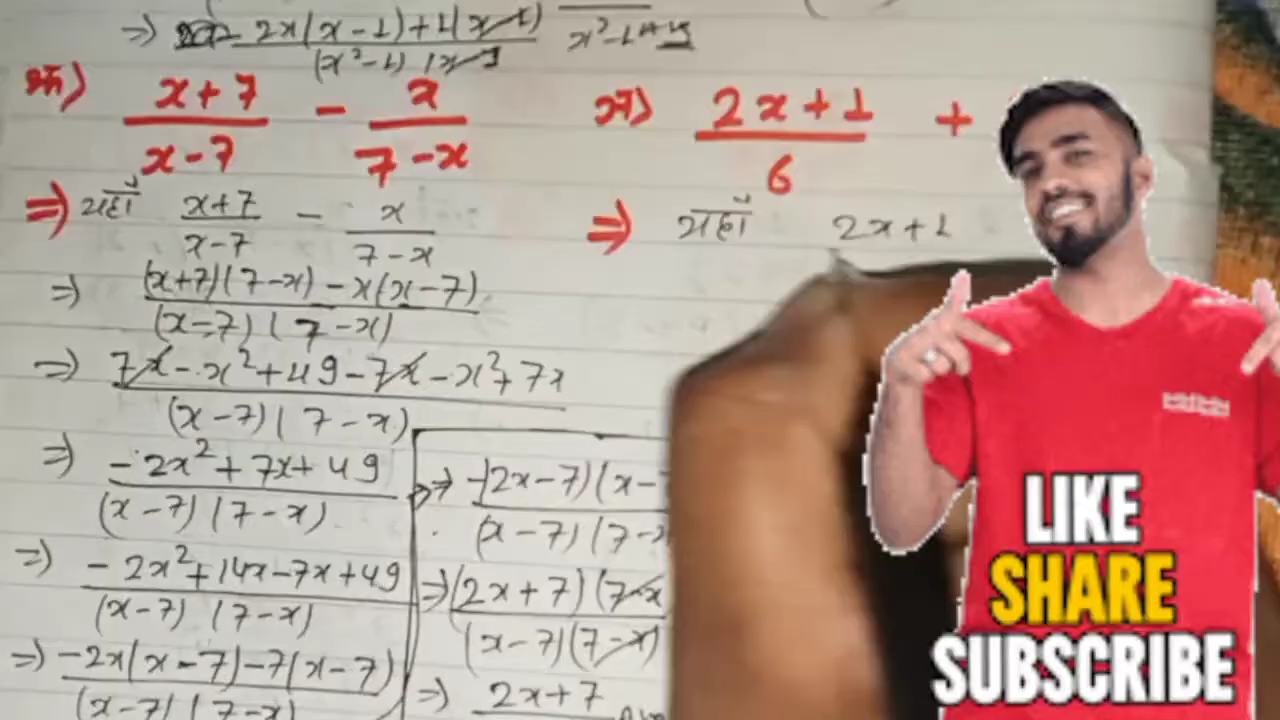 ⇒ 2x(x-1)+1(x-1)
(x²-1) (x-1)
x²-1
x+7/x-7 - x/7-x
2x+1/6 +
⇒ यहाँ x+7/x-7 - x/7-x
⇒ (x+7)(7-x)-x(x-7)/(x-7)(7-x)
⇒ 7x-x²+49-7x-x²+7x/(x-7)(7-x)
⇒ -2x²+7x+49/(x-7)(7-x)
⇒ -2x²+14x-7x+49/(x-7)(7-x)
⇒ -2x(x-7)-7(x-7)/(x-7)(7-x)
⇒ यहाँ 2x+1
⇒ -(2x-7)(x-7/(x-7)(7-x
⇒ (2x+7)(7-x/(x-7)(7-x)
⇒ 2x+7
LIKE
SHARE
SUBSCRIBE